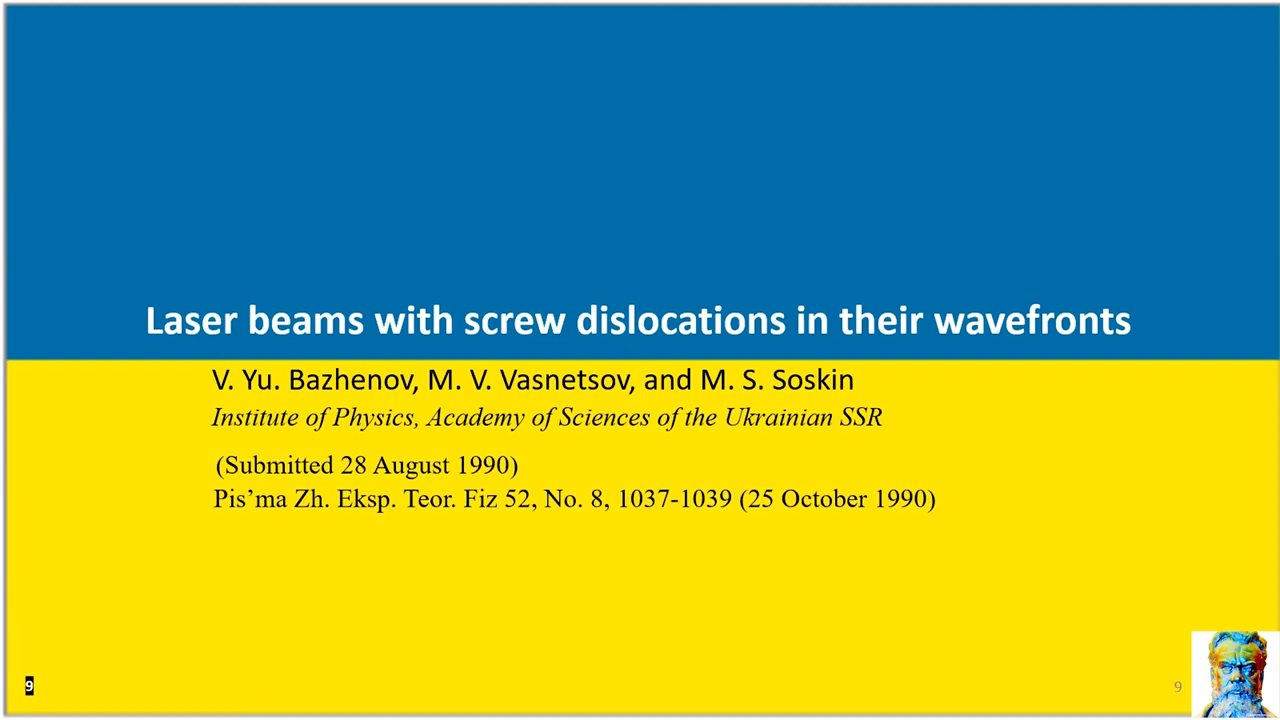 Laser beams with screw dislocations in their wavefronts
V. Yu. Bazhenov, M. V. Vasnetsov, and M. S. Soskin
Institute of Physics, Academy of Sciences of the Ukrainian SSR
(Submitted 28 August 1990)
Pis’ma Zh. Eksp. Teor. Fiz 52, No. 8, 1037-1039 (25 October 1990)
9
9